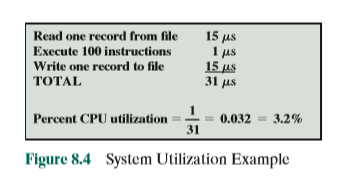 Read one record from file 15 μs
Execute 100 instructions 1 μs
Write one record to file 15 μs
TOTAL 31 μs
Percent CPU utilization = 1/31 = 0.032 = 3.2%
Figure 8.4 System Utilization Example